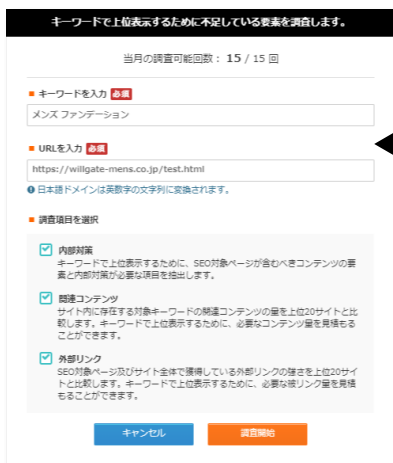 キーワードで上位表示するために不足している要素を調査します。
当月の調査可能回数： 15 / 15 回
キーワードを入力 必須
メンズ ファンデーション
URLを入力 必須
https://willgate-mens.co.jp/test.html
日本語ドメインは英数字の文字列に変換されます。
調査項目を選択
内部対策
キーワードで上位表示するために、SEO対象ページが含むべきコンテンツの要
素と内部対策が必要な項目を抽出します。
関連コンテンツ
サイト内に存在する対象キーワードの関連コンテンツの量を上位20サイトと比
較します。キーワードで上位表示するために、必要なコンテンツ量を見積もる
ことができます。
外部リンク
SEO対象ページ及びサイト全体で獲得している外部リンクの強さを上位20サイ
トと比較します。キーワードで上位表示するために、必要な被リンク量を見積
もることができます。
キャンセル
調査開始